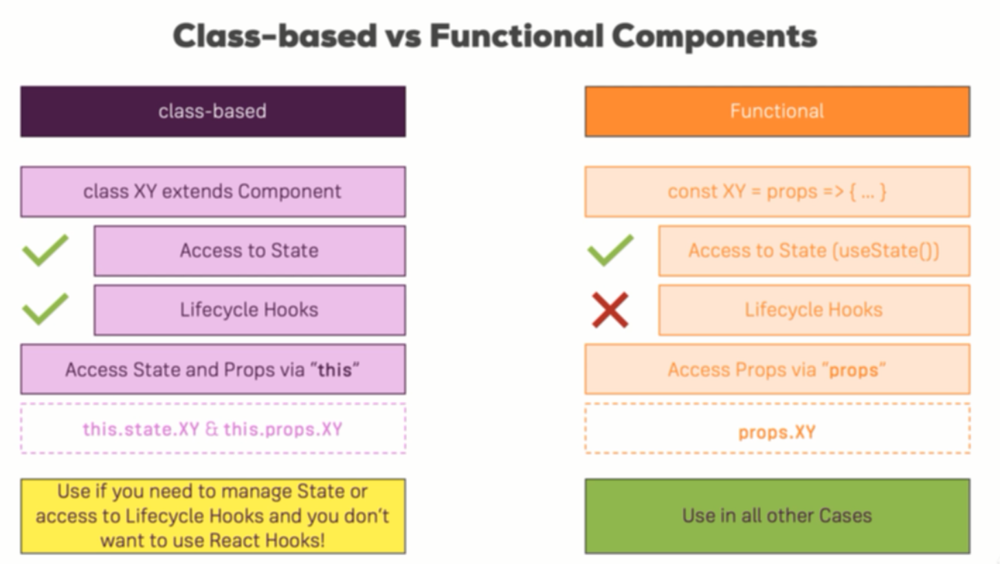 Class-based vs Functional Components
class-based
class XY extends Component
Access to State
Lifecycle Hooks
Access State and Props via “this”
this.state.XY & this.props.XY
Use if you need to manage State or
access to Lifecycle Hooks and you don’t
want to use React Hooks!
Functional
const XY = props => { … }
Access to State (useState())
Lifecycle Hooks
Access Props via “props”
props.XY
Use in all other Cases